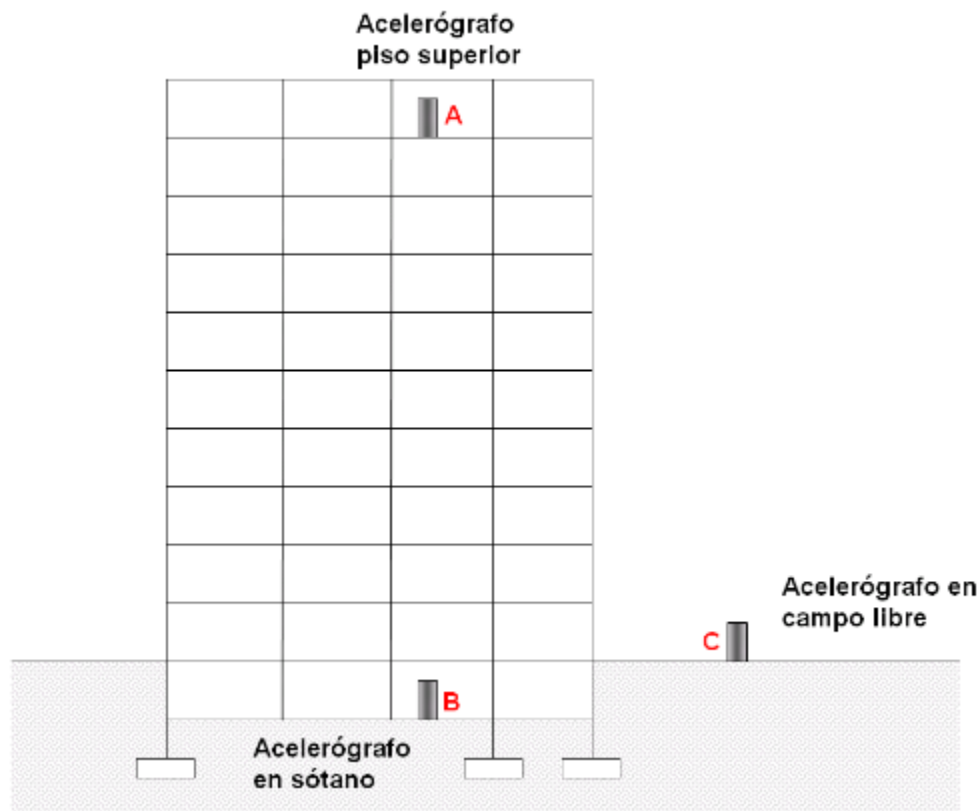 Acelerógrafo
piso superior
A
Acelerógrafo en
campo libre
C
B
Acelerógrafo
en sótano